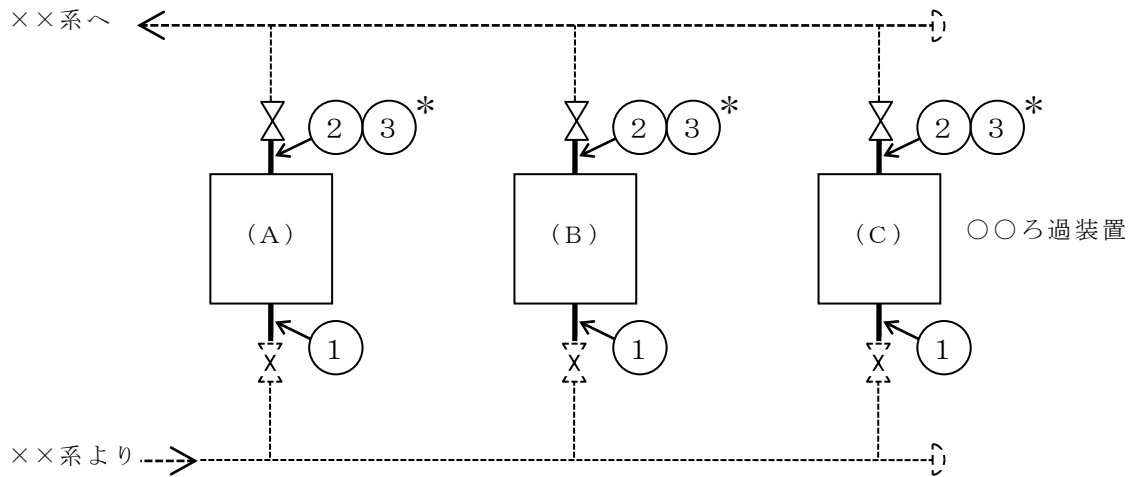 ××系へ
② ③ * ② ③ * ② ③ *
(A) (B) (C) ○○ろ過装置
① ① ①
××系より